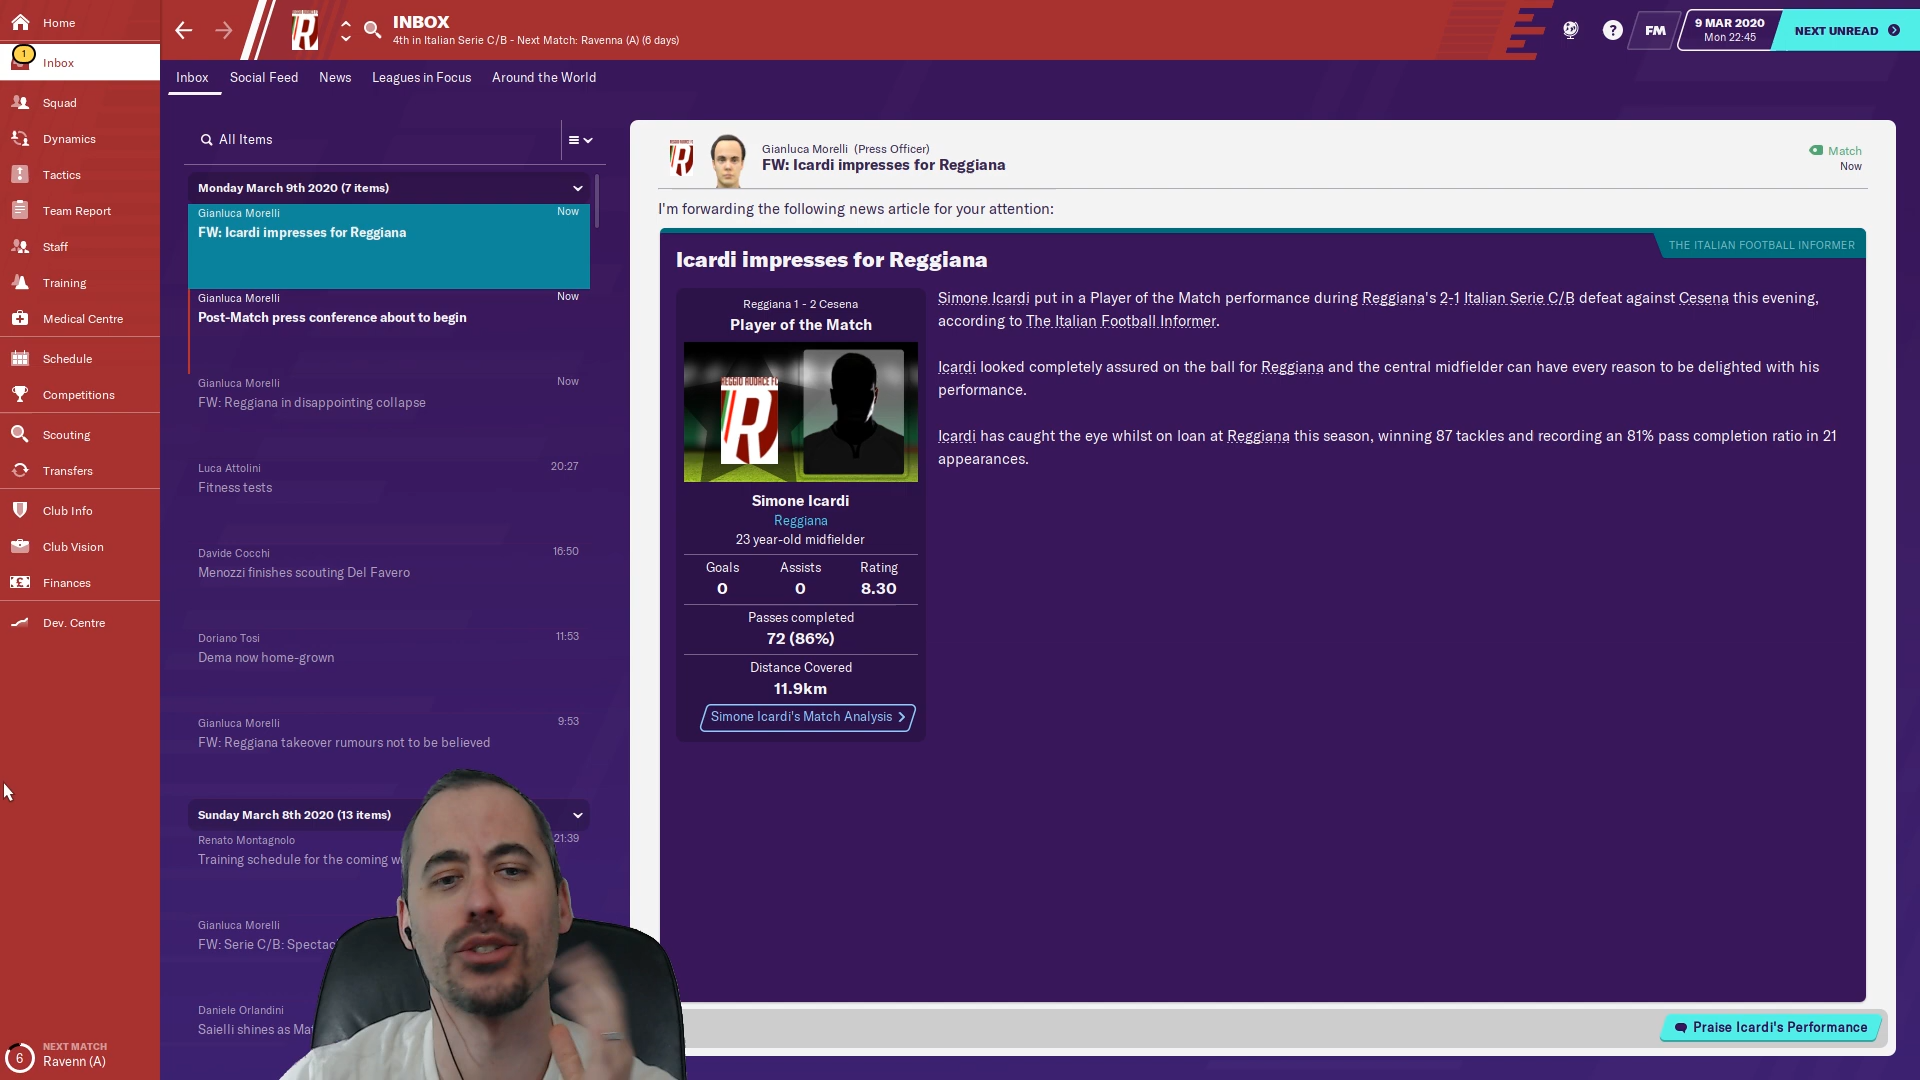 Home
Inbox
1
Squad
Dynamics
Tactics
Team Report
Staff
Training
Medical Centre
Schedule
Competitions
Scouting
Transfers
Club Info
Club Vision
Finances
Dev. Centre
6
NEXT MATCH
Ravenn (A)
R
INBOX
4th in Italian Serie C/B - Next Match: Ravenna (A) (6 days)
?
FM
9 MAR 2020
Mon 22:45
NEXT UNREAD
Inbox
Social Feed
News
Leagues in Focus
Around the World
All Items
Monday March 9th 2020 (7 items)
Gianluca Morelli
Now
FW: Icardi impresses for Reggiana
Gianluca Morelli
Now
Post-Match press conference about to begin
Gianluca Morelli
Now
FW: Reggiana in disappointing collapse
Luca Attolini
20:27
Fitness tests
Davide Cocchi
16:50
Menozzi finishes scouting Del Favero
Doriano Tosi
11:53
Dema now home-grown
Gianluca Morelli
9:53
FW: Reggiana takeover rumours not to be believed
Sunday March 8th 2020 (13 items)
Renato Montagnolo
21:39
Training schedule for the coming
Gianluca Morelli
FW: Serie C/B:
Daniele Orlandini
Saielli shines as
R
Gianluca Morelli (Press Officer)
FW: Icardi impresses for Reggiana
Match
Now
I'm forwarding the following news article for your attention:
THE ITALIAN FOOTBALL INFORMER
Icardi impresses for Reggiana
Reggiana 1 - 2 Cesena
Player of the Match
REGGIO AUDACE FC
R
Simone Icardi
Reggiana
23 year-old midfielder
Goals
Assists
Rating
0
0
8.30
Passes completed
72 (86%)
Distance Covered
11.9km
Simone Icardi's Match Analysis
Simone Icardi put in a Player of the Match performance during Reggiana's 2-1 Italian Serie C/B defeat against Cesena this evening,
according to The Italian Football Informer.
Icardi looked completely assured on the ball for Reggiana and the central midfielder can have every reason to be delighted with his
performance.
Icardi has caught the eye whilst on loan at Reggiana this season, winning 87 tackles and recording an 81% pass completion ratio in 21
appearances.
Praise Icardi's Performance